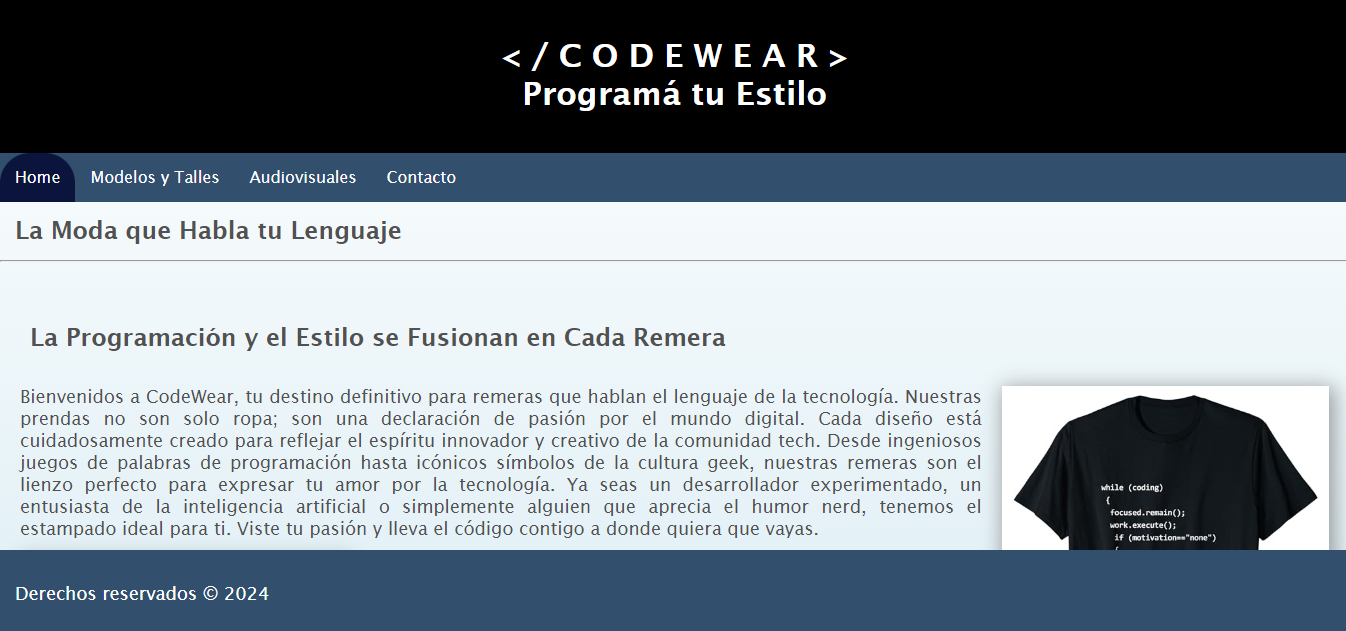 </CODEWEAR>
Programá tu Estilo
Home Modelos y Talles Audiovisuales Contacto
La Moda que Habla tu Lenguaje
La Programación y el Estilo se Fusionan en Cada Remera
Bienvenidos a CodeWear, tu destino definitivo para remeras que hablan el lenguaje de la tecnología. Nuestras
prendas no son solo ropa; son una declaración de pasión por el mundo digital. Cada diseño está
cuidadosamente creado para reflejar el espíritu innovador y creativo de la comunidad tech. Desde ingeniosos
juegos de palabras de programación hasta icónicos símbolos de la cultura geek, nuestras remeras son el
lienzo perfecto para expresar tu amor por la tecnología. Ya seas un desarrollador experimentado, un
entusiasta de la inteligencia artificial o simplemente alguien que aprecia el humor nerd, tenemos el
estampado ideal para ti. Viste tu pasión y lleva el código contigo a donde quiera que vayas.
while (coding)
{
focused.remain();
work.execute();
if (motivation=="none")
{
Derechos reservados © 2024